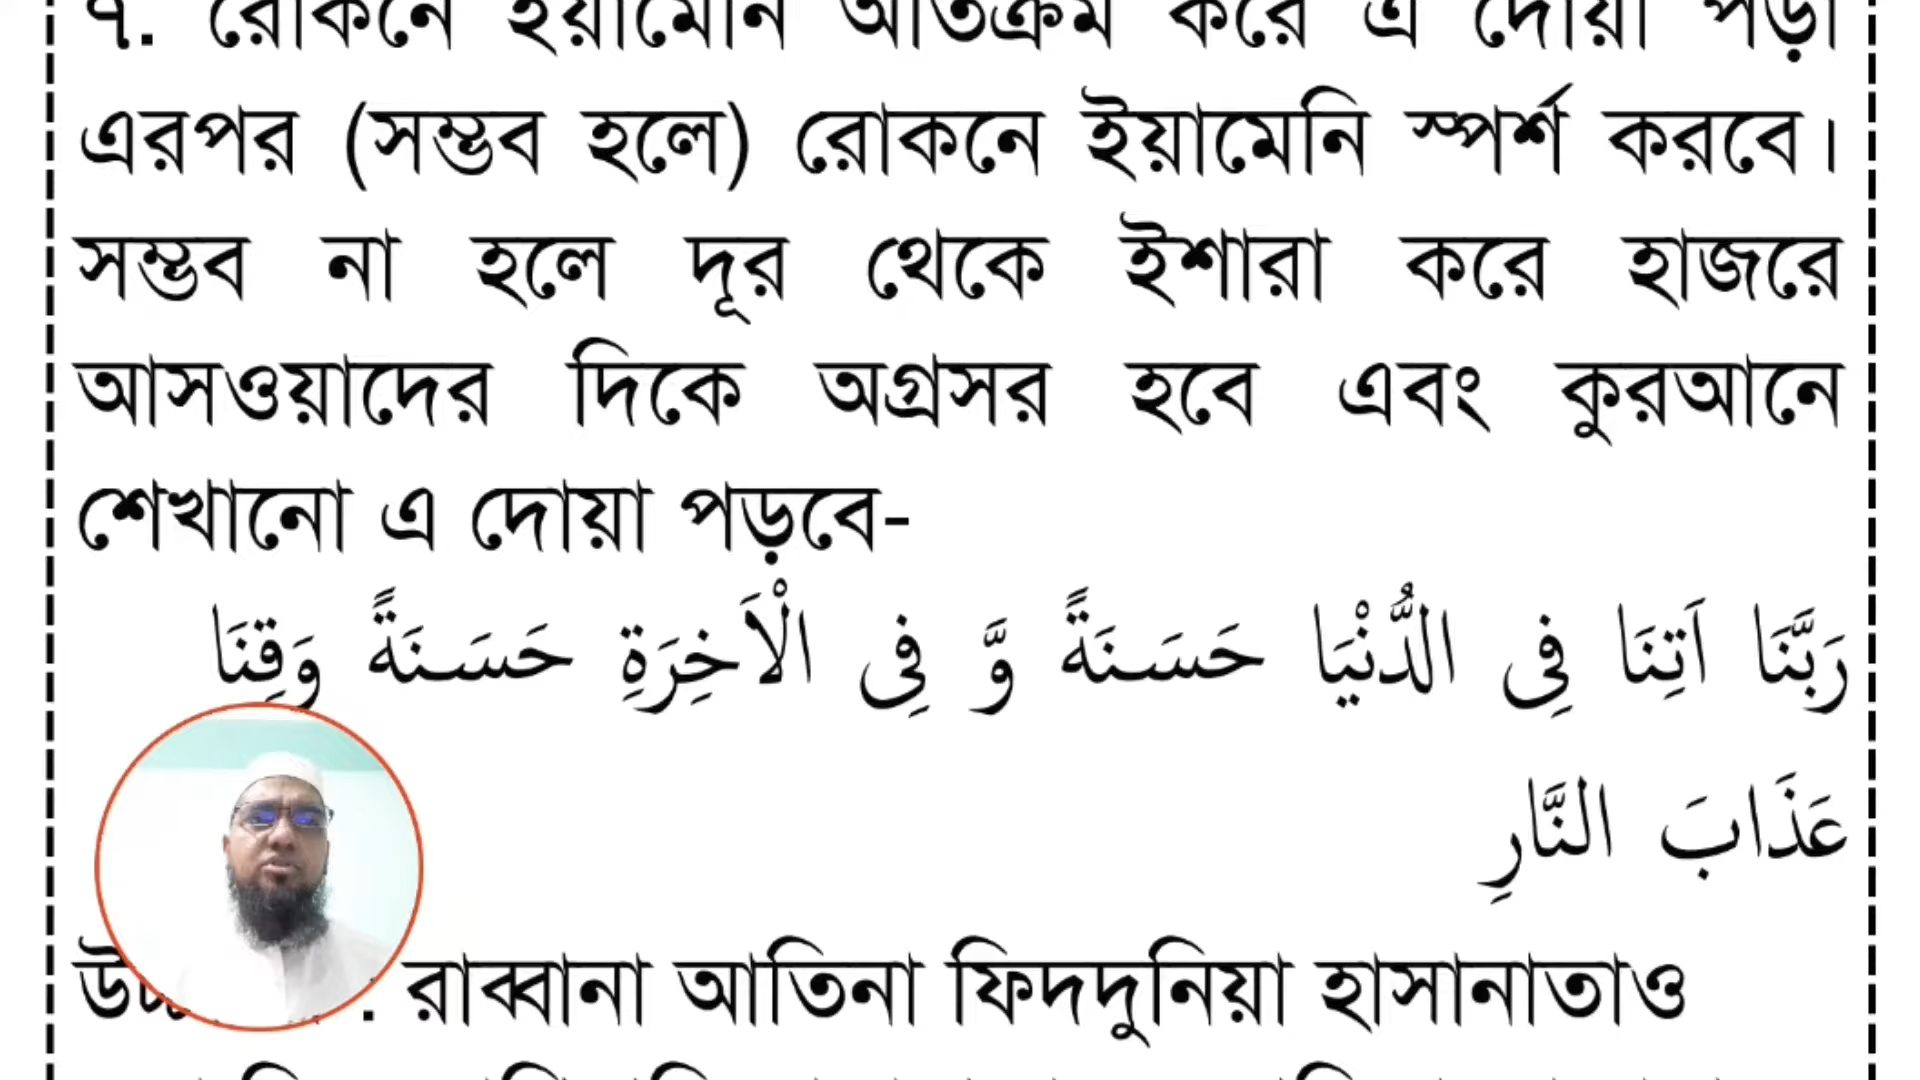 ৭. রোকনে ইয়ামেনি অতিক্রম করে এ দোয়া পড়া
এরপর (সম্ভব হলে) রোকনে ইয়ামেনি স্পর্শ করবে।
সম্ভব না হলে দূর থেকে ইশারা করে হাজরে
আসওয়াদের দিকে অগ্রসর হবে এবং কুরআনে
শেখানো এ দোয়া পড়বে-
رَبَّنَا اَتِنَا فِى الدُّنْيَا حَسَنَةً وَّ فِى الْاَخِرَةِ حَسَنَةً وَقِنَا
عَذَابَ النَّارِ
: রাব্বানা আতিনা ফিদদুনিয়া হাসানাতাও